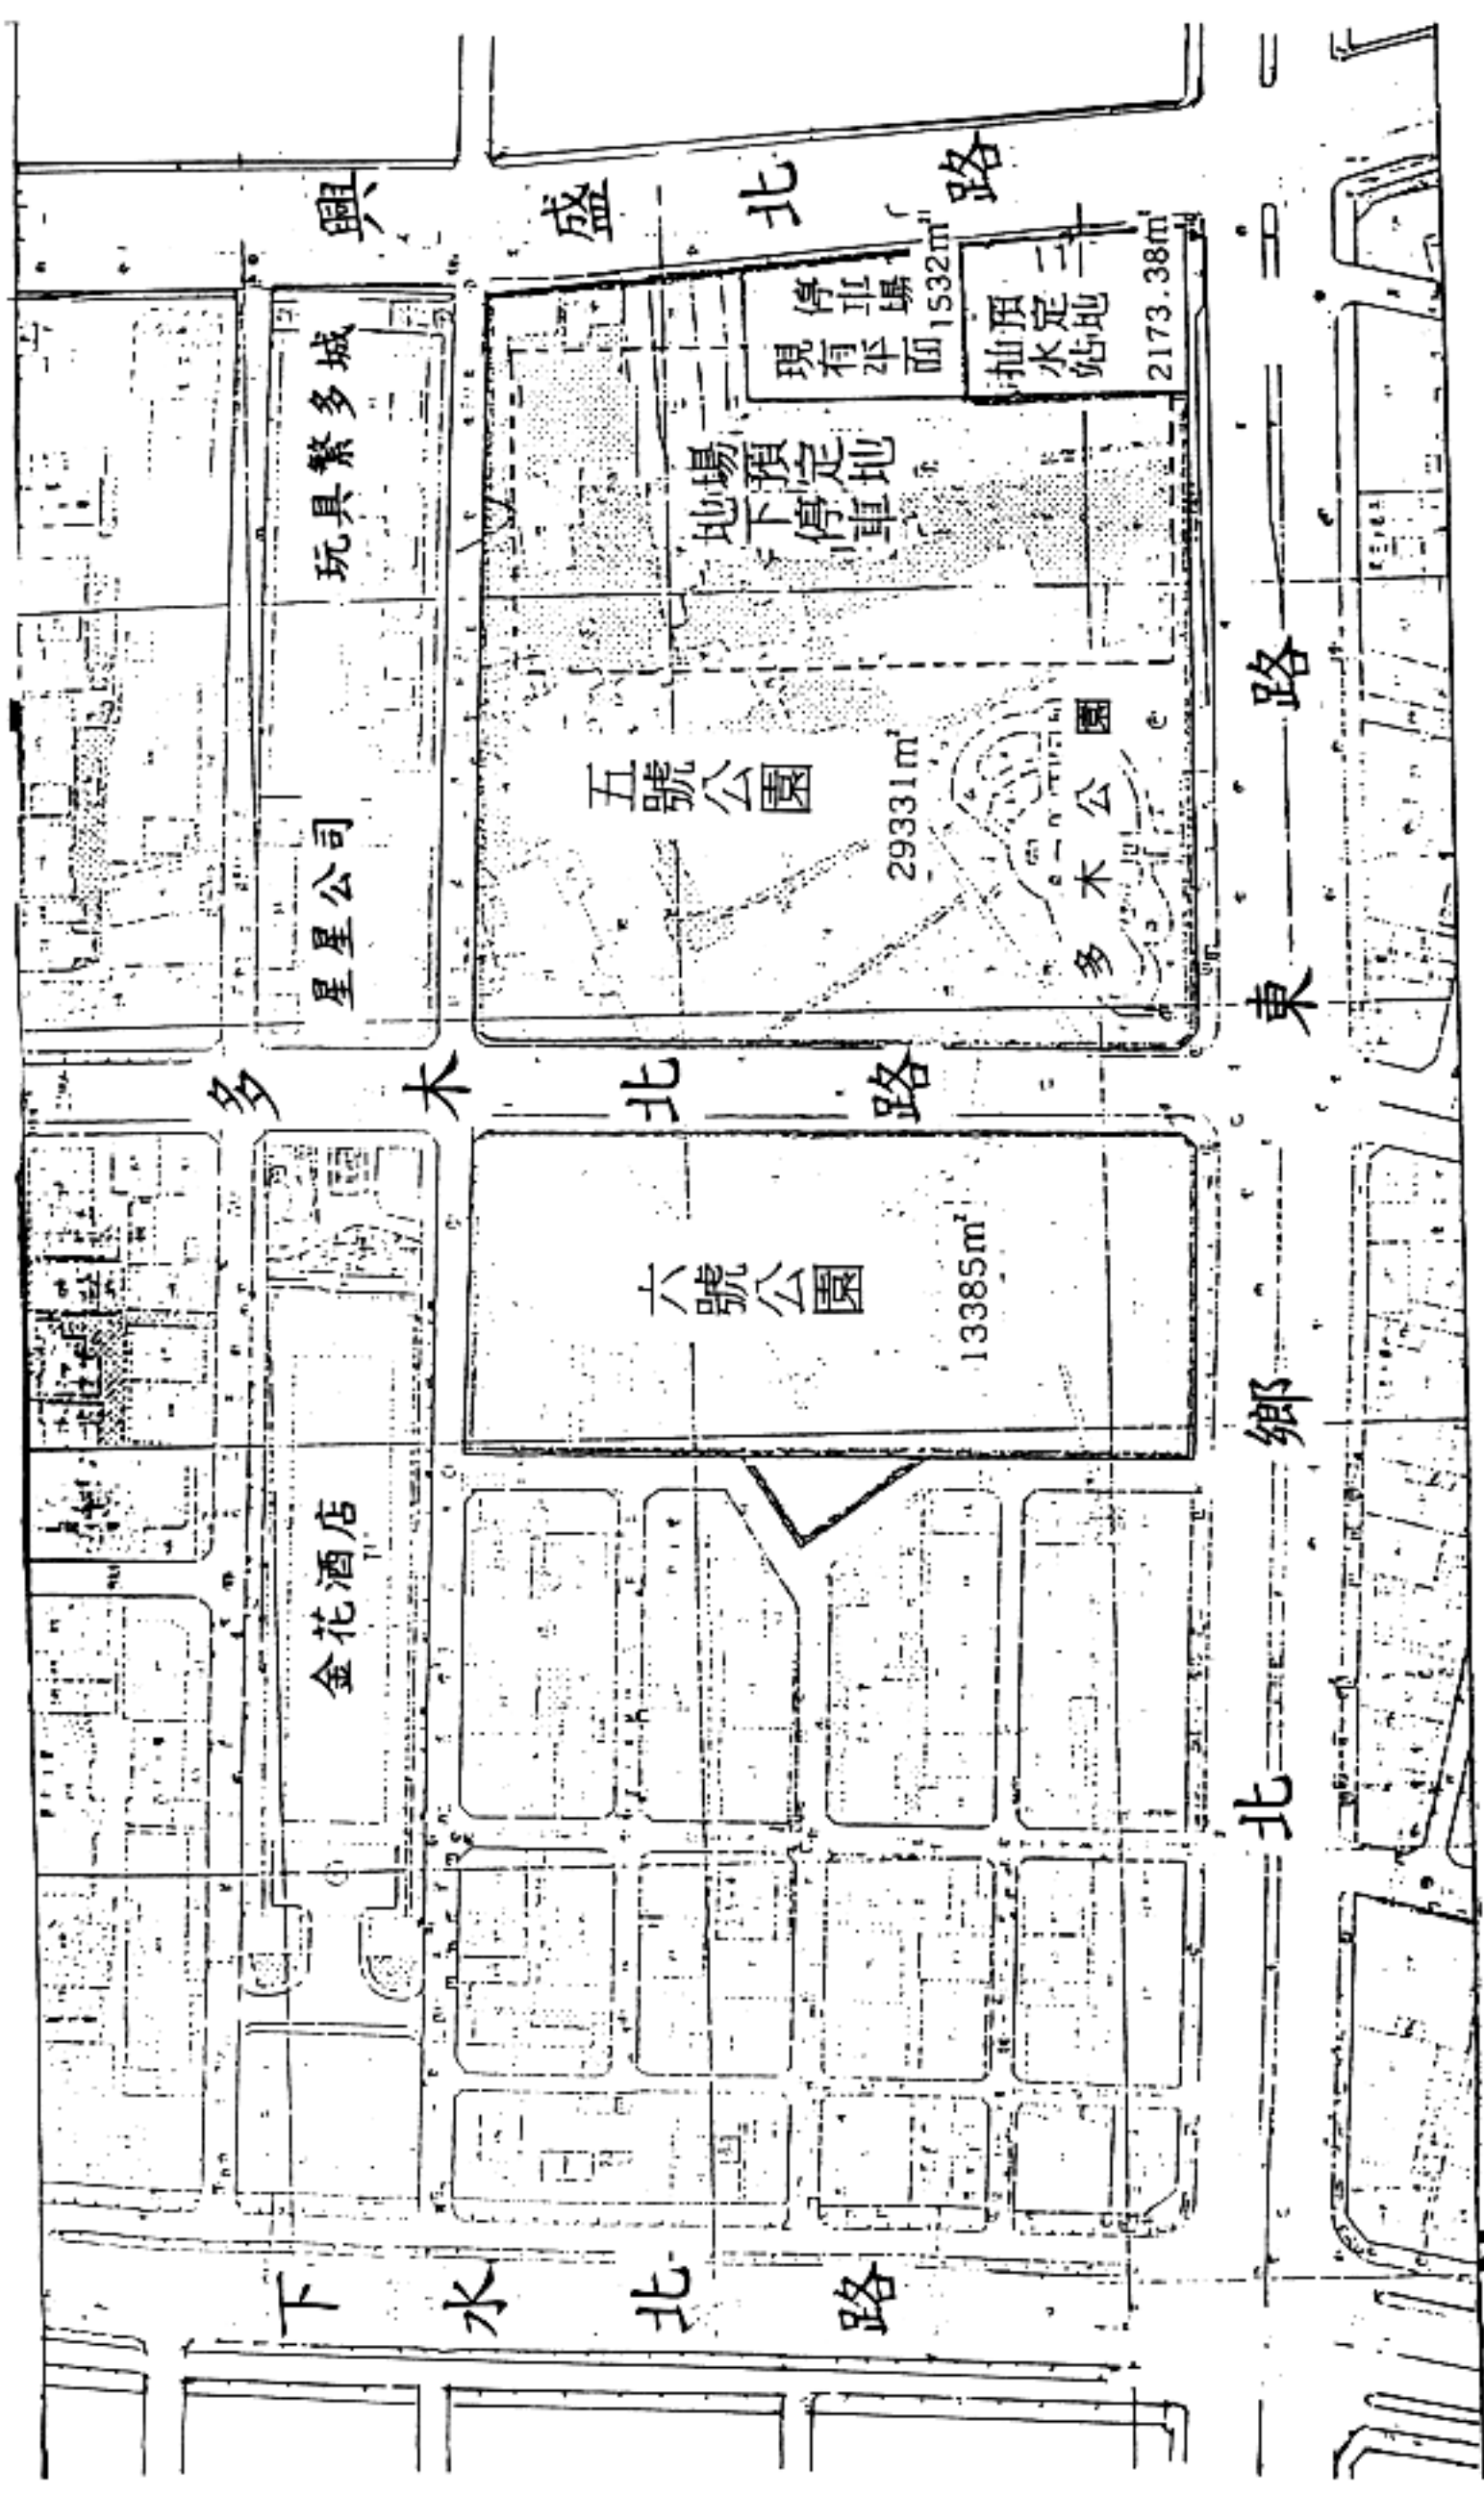 下水北路
金花酒店
多木北路
星星公司
玩具繁多城
興盛北路
六號公園
13385m²
五號公園
29331m²
多木公園
地下停車
場預定地
現有平面
停車場
1532m²
抽水站
預定地
2173.38m²
北鄉東路